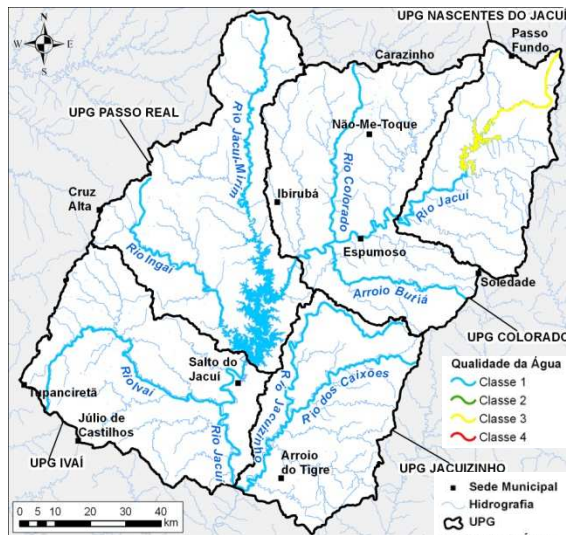 UPG NASCENTES DO JACUÍ
Passo
Fundo
Carazinho
N
W E
S
UPG PASSO REAL
Não-Me-Toque
Rio Jacuí-Mirim
Rio Colorado
Ibirubá
Cruz
Alta
Rio Jacuí
Espumoso
Rio Ingaí
Soledade
Arroio Buriá
UPG COLORADO
Qualidade da Água
Classe 1
Classe 2
Classe 3
Classe 4
Salto do
Jacuí
Rio Jacuizinho
Rio dos Caixões
Tupanciretã
Rio Ivaí
Júlio de
Castilhos
Rio Jacuí
UPG IVAÍ
Arroio
do Tigre
UPG JACUIZINHO
Sede Municipal
Hidrografia
UPG
0 5 10 20 30 40
km